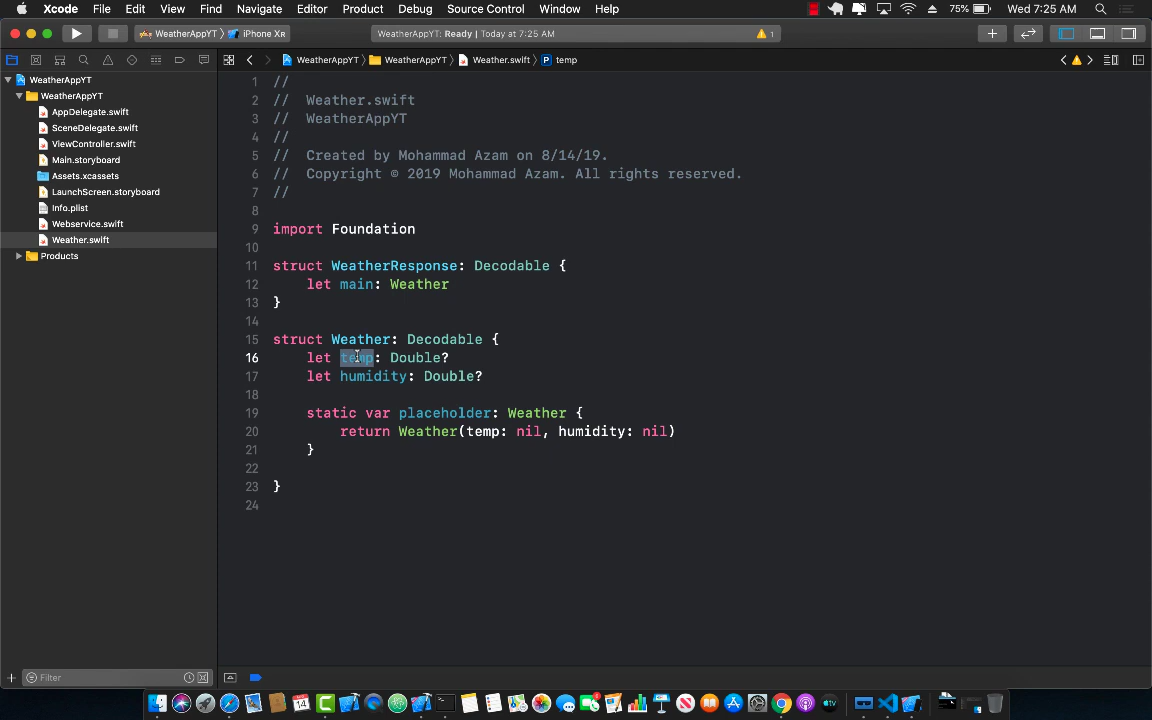 Xcode File Edit View Find Navigate Editor Product Debug Source Control Window Help 75% Wed 7:25 AM
WeatherAppYT iPhone XR WeatherAppYT: Ready | Today at 7:25 AM 1
WeatherAppYT WeatherAppYT Weather.swift P temp
WeatherAppYT
WeatherAppYT
AppDelegate.swift
SceneDelegate.swift
ViewController.swift
Main.storyboard
Assets.xcassets
LaunchScreen.storyboard
Info.plist
Webservice.swift
Weather.swift
Products
1 //
2 // Weather.swift
3 // WeatherAppYT
4 //
5 // Created by Mohammad Azam on 8/14/19.
6 // Copyright © 2019 Mohammad Azam. All rights reserved.
7 //
8
9 import Foundation
10
11 struct WeatherResponse: Decodable {
12 let main: Weather
13 }
14
15 struct Weather: Decodable {
16 let temp: Double?
17 let humidity: Double?
18
19 static var placeholder: Weather {
20 return Weather(temp: nil, humidity: nil)
21 }
22
23 }
24
Filter
14
tv